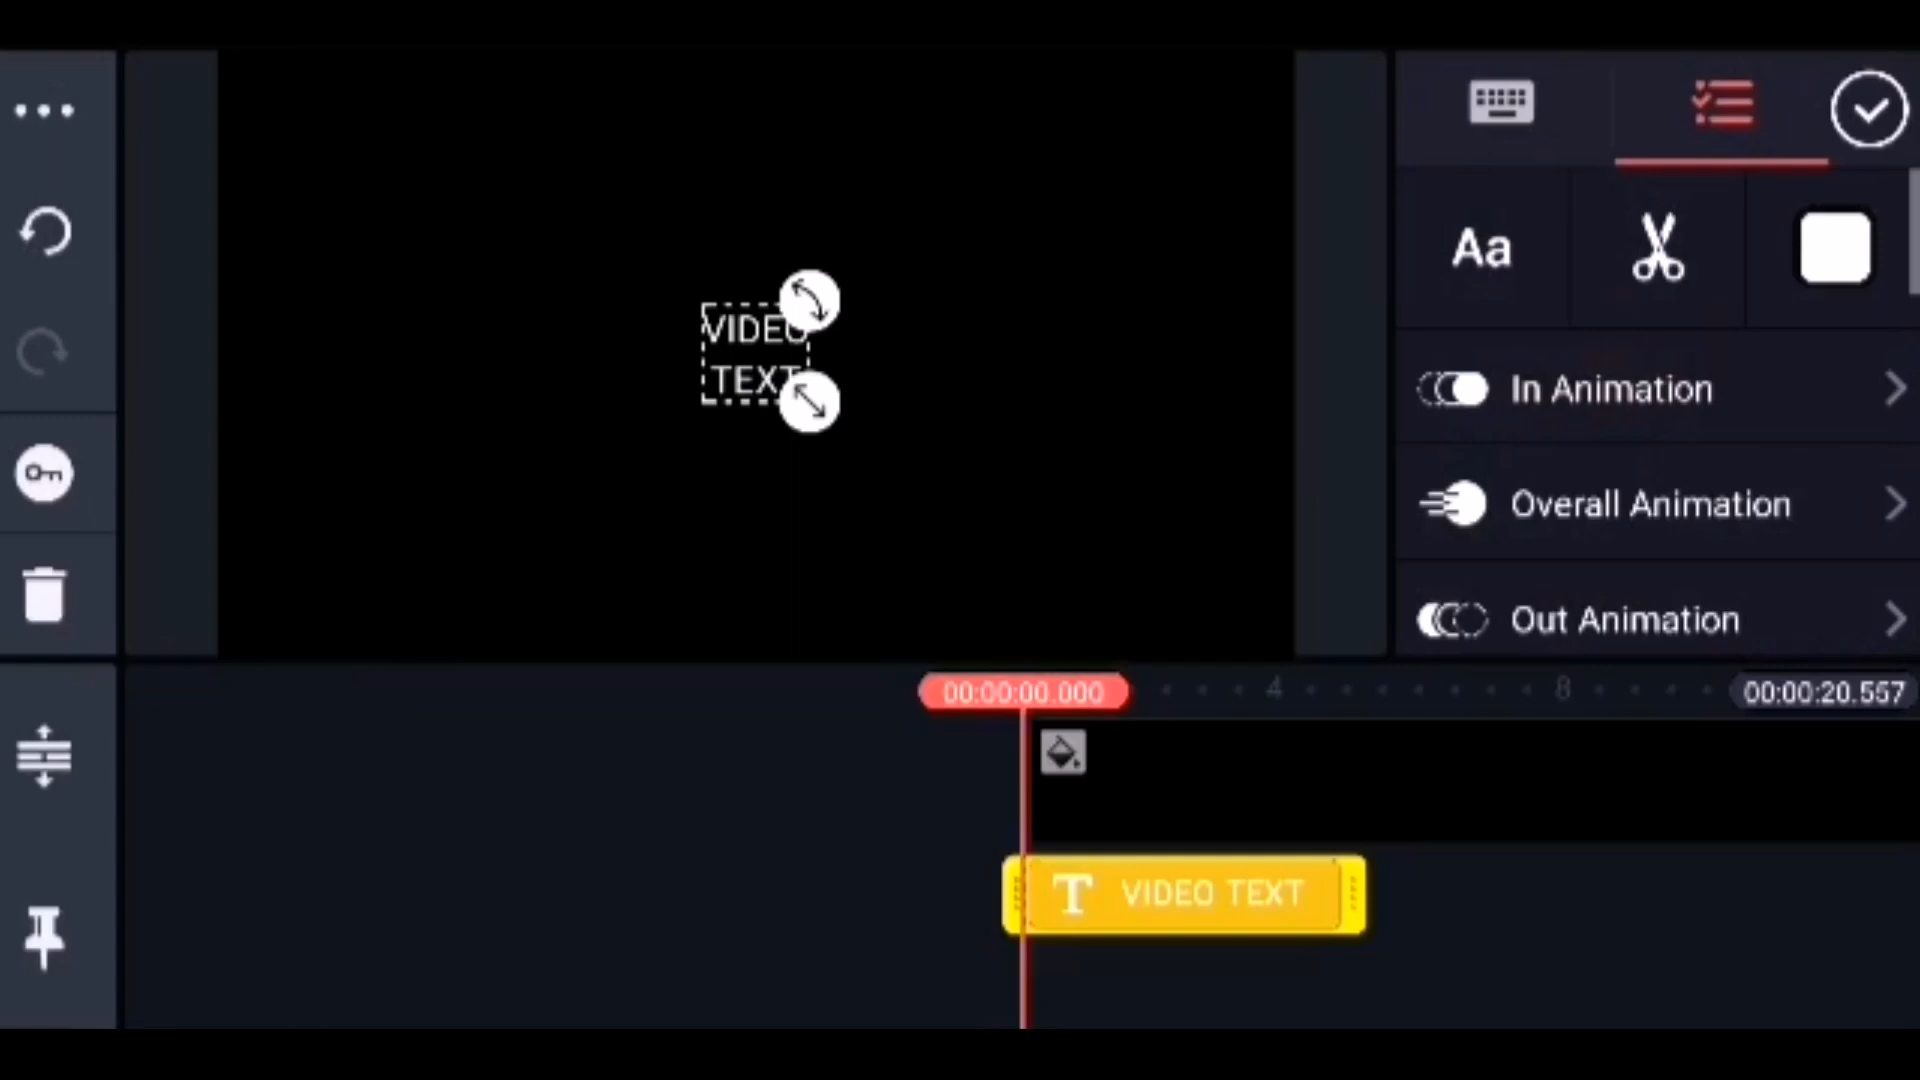 Aa
VIDEO
TEXT
In Animation
Overall Animation
Out Animation
00:00:00.000
4
8
00:00:20.557
T VIDEO TEXT